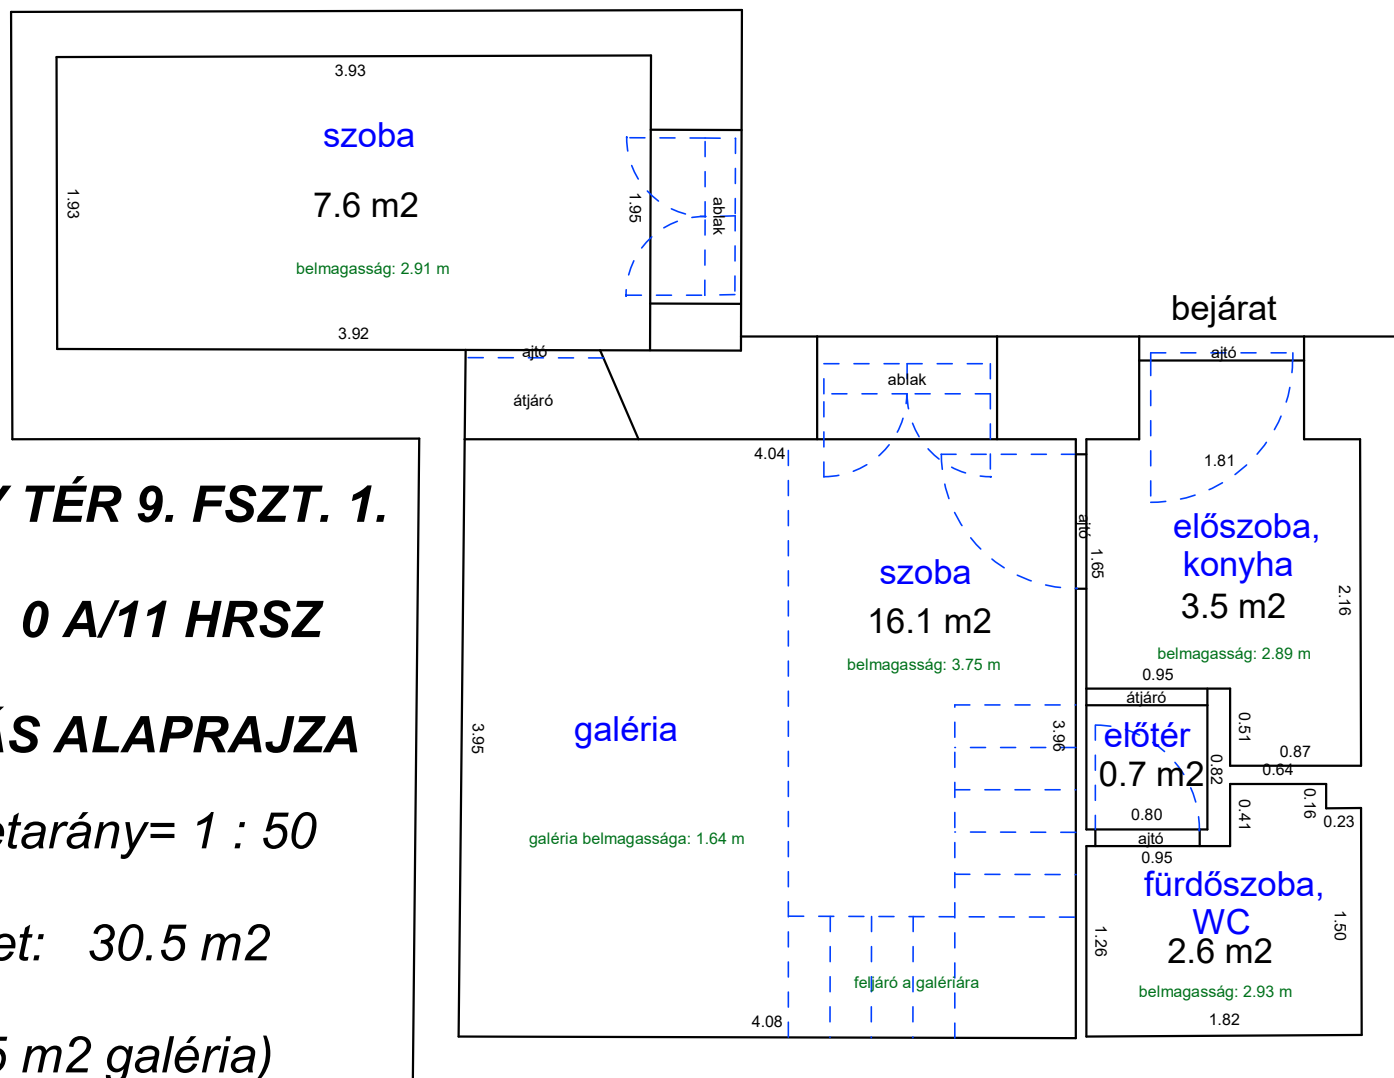 3.93
szoba
1.93
7.6 m2
1.95
ablak
belmagasság: 2.91 m
3.92
bejárat
ajtó
átjáró
ablak
ajtó
4.04
1.81
TÉR 9. FSZT. 1.
előszoba,
konyha
3.5 m2
ajtó
1.65
szoba
16.1 m2
2.16
0 A/11 HRSZ
belmagasság: 2.89 m
belmagasság: 3.75 m
0.95
átjáró
ALAPRAJZA
3.95
galéria
3.96
előtér
0.7 m2
0.82
0.51
0.87
0.64
0.80
0.41
0.16
0.23
= 1 : 50
galéria belmagassága: 1.64 m
ajtó
0.95
fürdőszoba,
WC
2.6 m2
1.26
1.50
30.5 m2
feljáró a galériára
belmagasság: 2.93 m
4.08
1.82
m2 galéria)